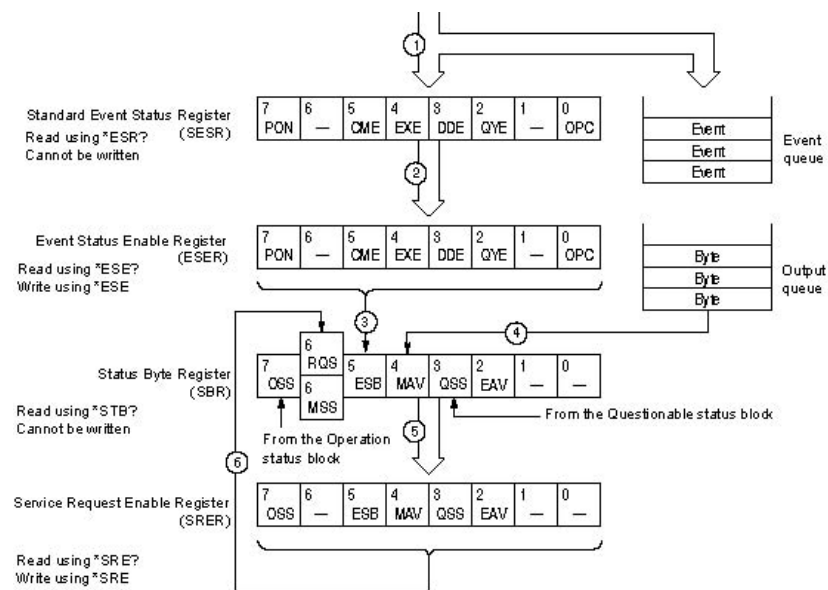 1
Standard Event Status Register
(SESR)
Read using *ESR?
Cannot be written
7 6 5 4 3 2 1 0
PON — CME EXE DDE QYE — OPC
Event
Event
Event
Event
queue
2
Event Status Enable Register
(ESER)
Read using *ESE?
Write using *ESE
7 6 5 4 3 2 1 0
PON — CME EXE DDE QYE — OPC
Byte
Byte
Byte
Output
queue
3
4
6
RQS
Status Byte Register
(SBR)
7 6 5 4 3 2 1 0
OSS MSS ESB MAV QSS EAV — —
Read using *STB?
Cannot be written
From the Operation
status block
5
From the Questionable status block
6
Service Request Enable Register
(SRER)
7 6 5 4 3 2 1 0
OSS — ESB MAV QSS EAV — —
Read using *SRE?
Write using *SRE